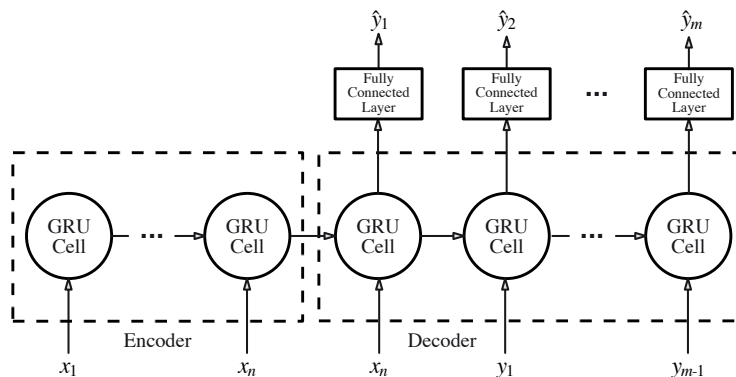 ŷ₁ ŷ₂ ŷₘ
Fully Fully Fully
Connected Connected ... Connected
Layer Layer Layer
GRU ... GRU GRU GRU ... GRU
Cell Cell Cell Cell Cell
Encoder Decoder
x₁ xₙ xₙ y₁ yₘ₋₁